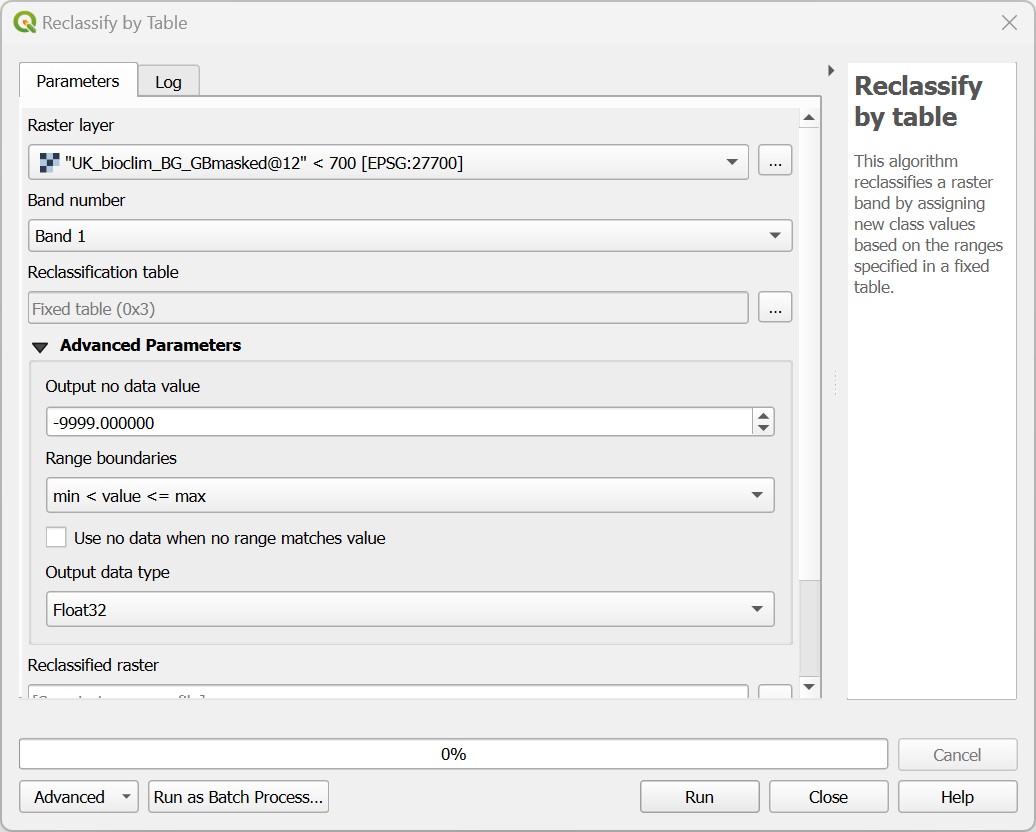 Reclassify by Table
Parameters
Log
Raster layer
"UK_bioclim_BG_GBmasked@12" < 700 [EPSG:27700]
...
Band number
Band 1
Reclassification table
Fixed table (0x3)
...
Advanced Parameters
Output no data value
-9999.000000
Range boundaries
min < value <= max
Use no data when no range matches value
Output data type
Float32
Reclassified raster
Reclassify
by table
This algorithm
reclassifies a raster
band by assigning
new class values
based on the ranges
specified in a fixed
table.
0%
Cancel
Advanced
Run as Batch Process...
Run
Close
Help